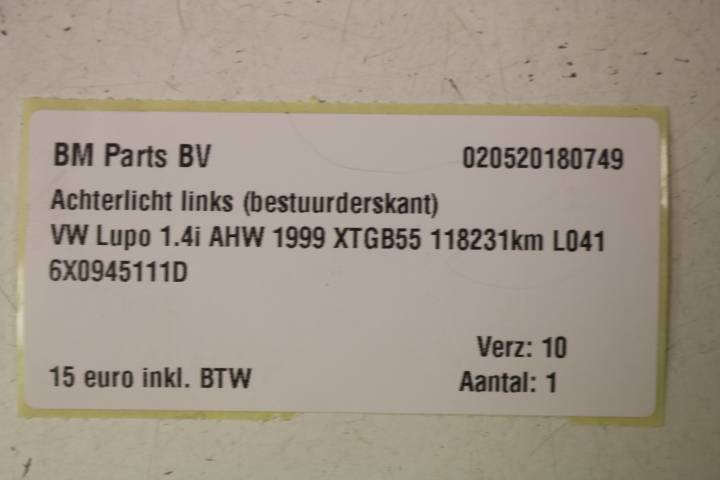 BM Parts BV 020520180749
Achterlicht links (bestuurderskant)
VW Lupo 1.4i AHW 1999 XTGB55 118231km L041
6X0945111D
Verz: 10
15 euro inkl. BTW Aantal: 1